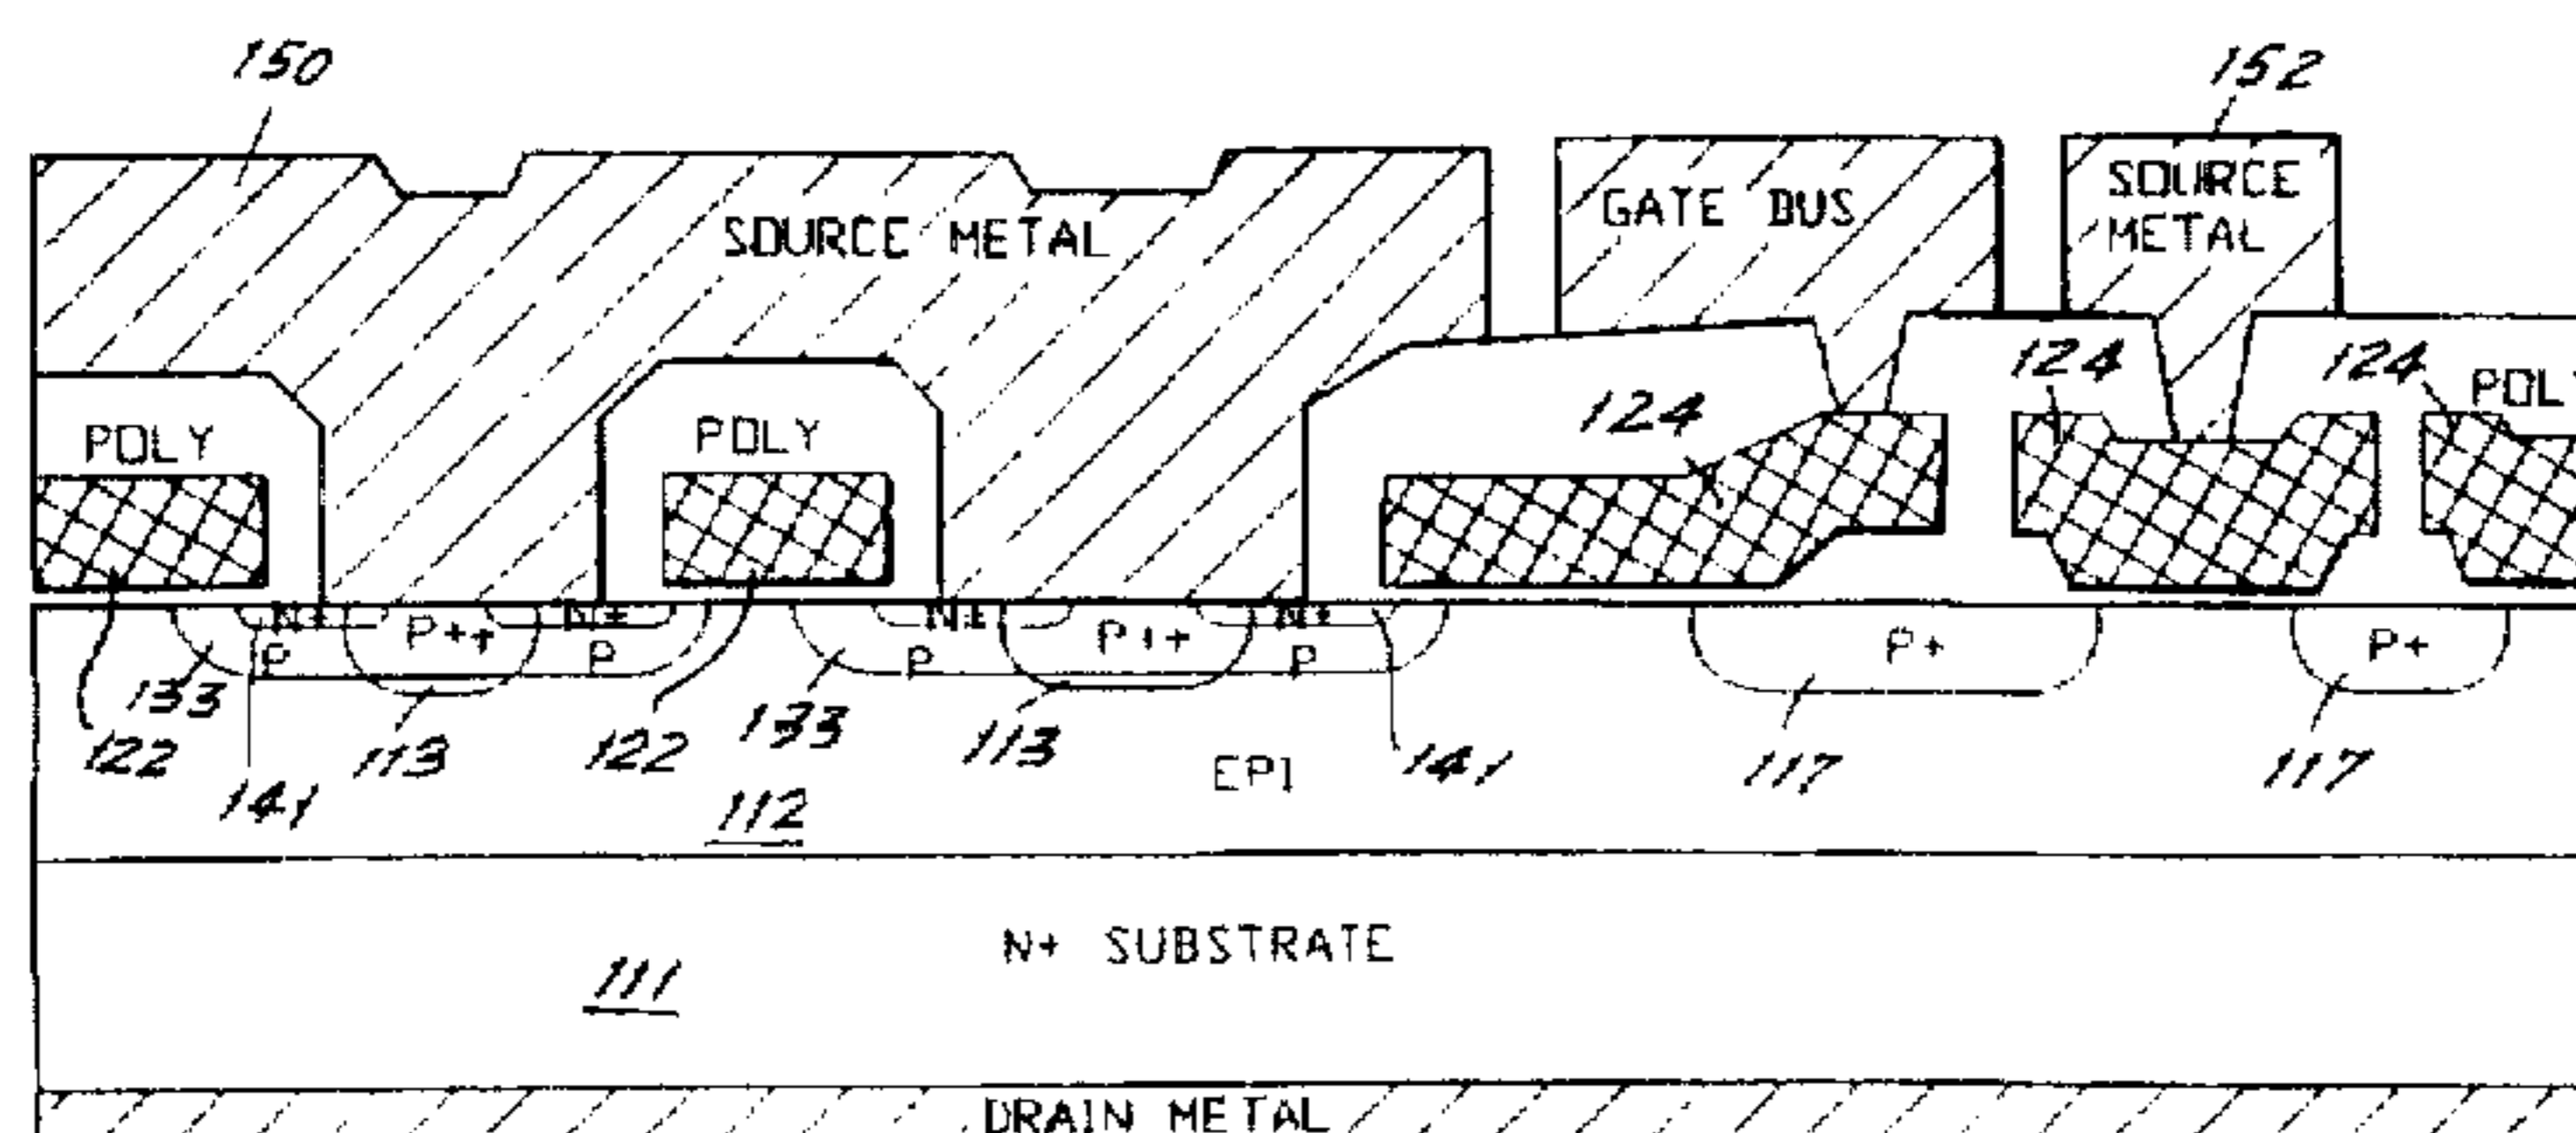 150
152
SOURCE METAL
GATE BUS
SOURCE
METAL
POLY
POLY
124
124
124
POLY
N+
P++
N+
N+
P++
N+
P+
P+
P
P
P
P
133
122
141
113
122
133
113
141
117
117
EPI
112
N+ SUBSTRATE
111
DRAIN METAL